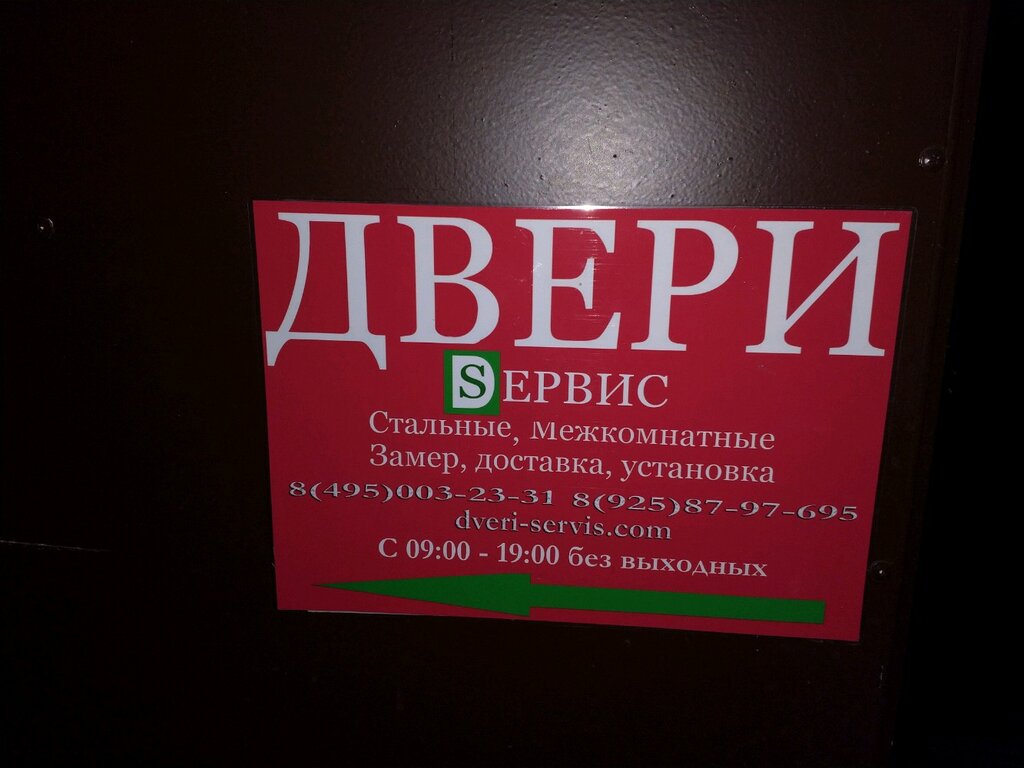 ДВЕРИ
SЕРВИС
Стальные, межкомнатные
Замер, доставка, установка
8(495)003-23-31 8(925)87-97-695
dveri-servis.com
С 09:00 - 19:00 без выходных